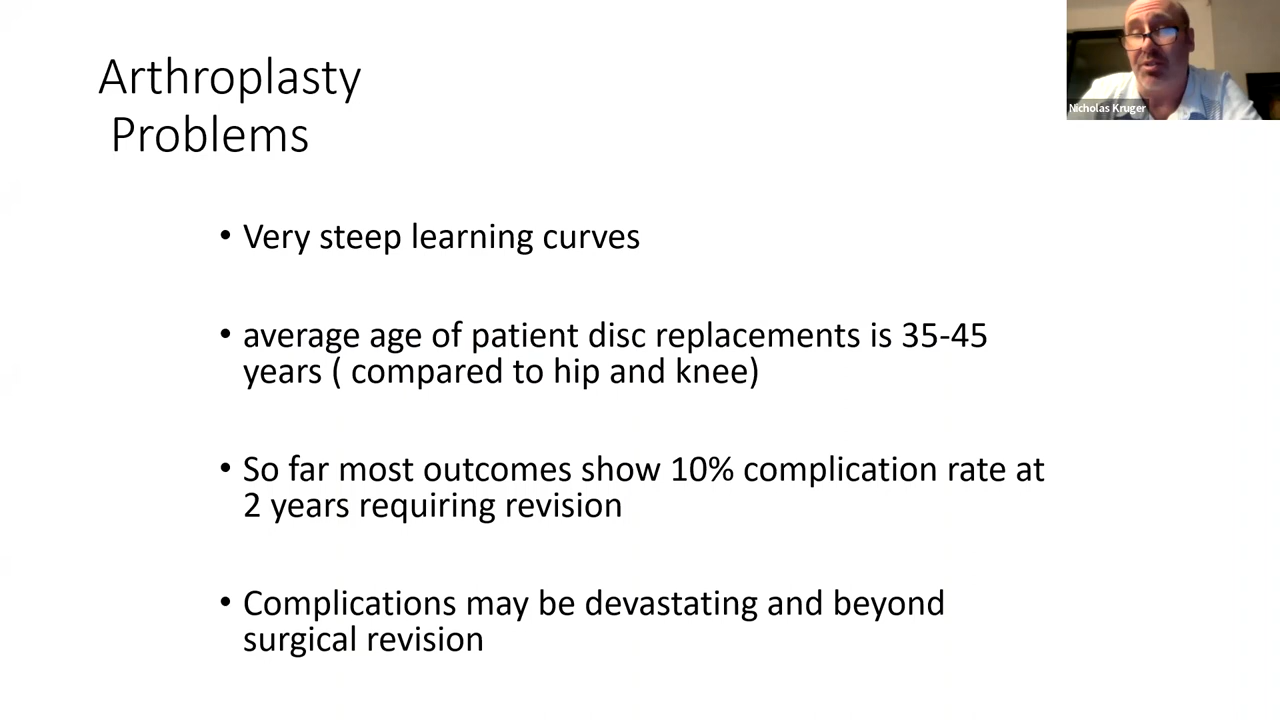 Arthroplasty
Problems
Nicholas Kruger
• Very steep learning curves
• average age of patient disc replacements is 35-45
years ( compared to hip and knee)
• So far most outcomes show 10% complication rate at
2 years requiring revision
• Complications may be devastating and beyond
surgical revision